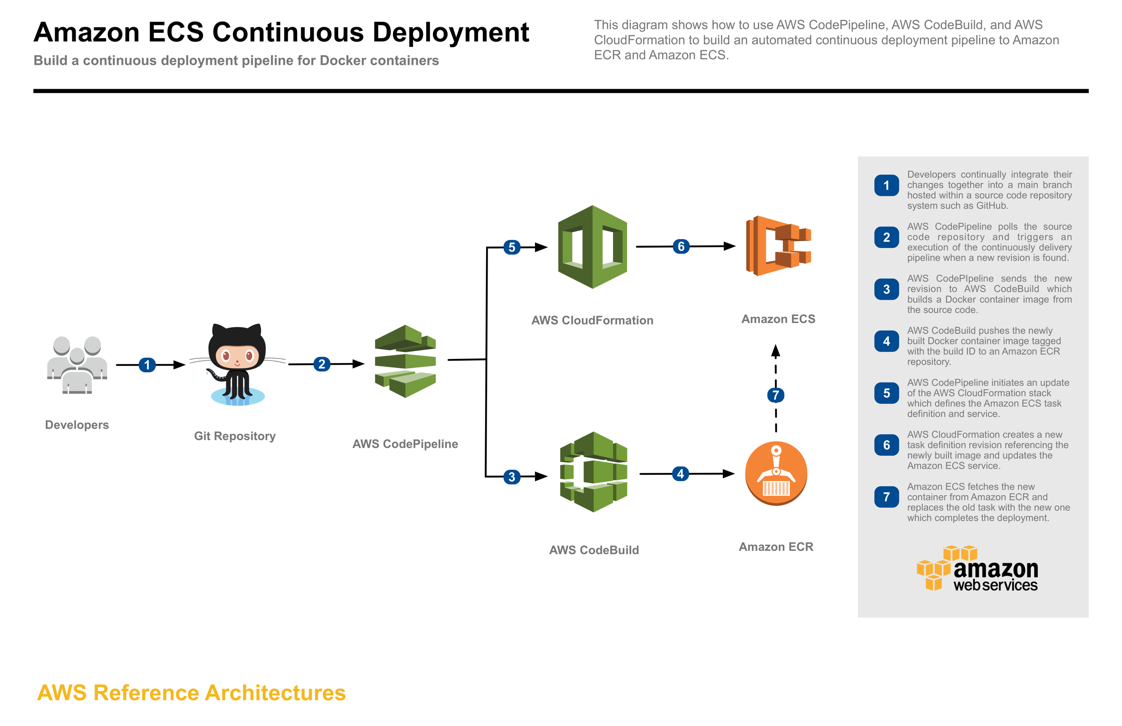 Amazon ECS Continuous Deployment
Build a continuous deployment pipeline for Docker containers
This diagram shows how to use AWS CodePipeline, AWS CodeBuild, and AWS
CloudFormation to build an automated continuous deployment pipeline to Amazon
ECR and Amazon ECS.
5
6
AWS CloudFormation
Amazon ECS
1
2
Developers
Git Repository
AWS CodePipeline
7
3
4
AWS CodeBuild
Amazon ECR
1
Developers continually integrate their
changes together into a main branch
hosted within a source code repository
system such as GitHub.
2
AWS CodePipeline polls the source
code repository and triggers an
execution of the continuously delivery
pipeline when a new revision is found.
3
AWS CodePIpeline sends the new
revision to AWS CodeBuild which
builds a Docker container image from
the source code.
4
AWS CodeBuild pushes the newly
built Docker container image tagged
with the build ID to an Amazon ECR
repository.
5
AWS CodePipeline initiates an update
of the AWS CloudFormation stack
which defines the Amazon ECS task
definition and service.
6
AWS CloudFormation creates a new
task definition revision referencing the
newly built image and updates the
Amazon ECS service.
7
Amazon ECS fetches the new
container from Amazon ECR and
replaces the old task with the new one
which completes the deployment.
amazon
web services
AWS Reference Architectures